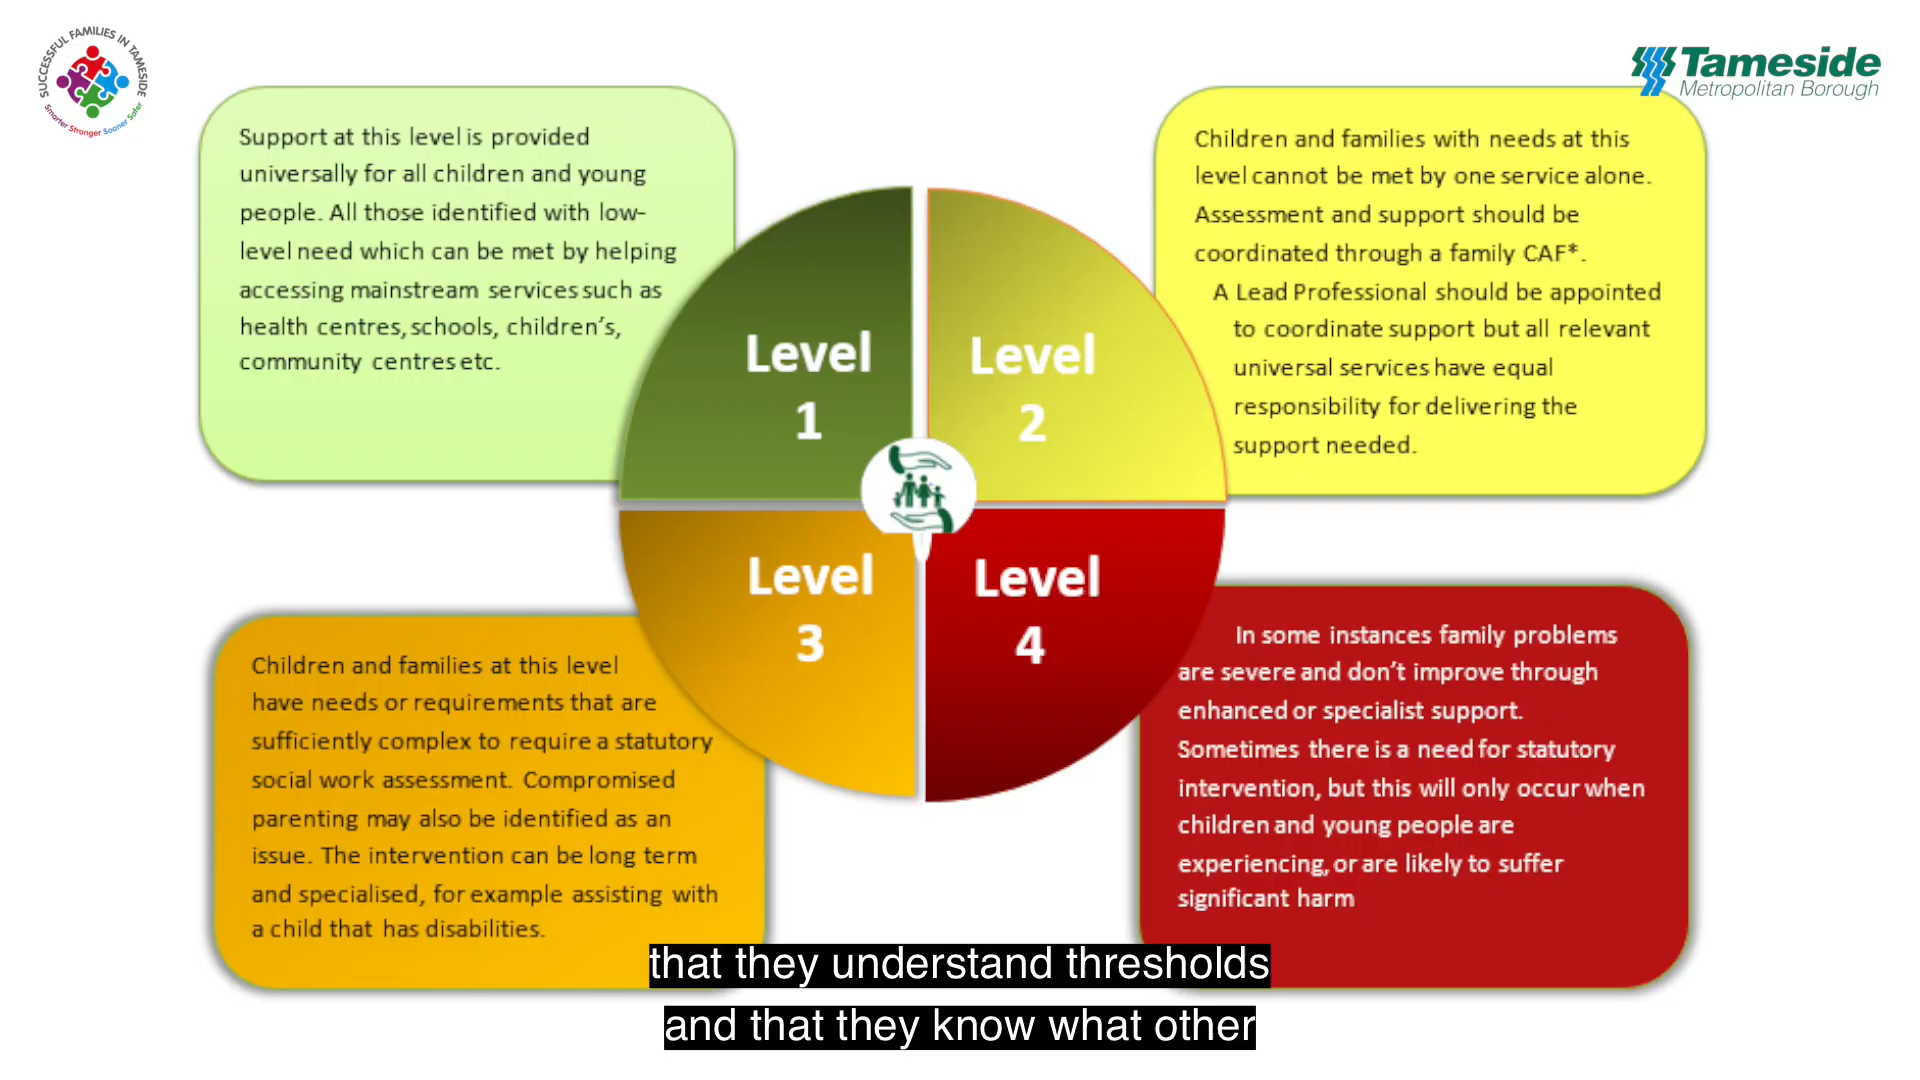 SUCCESSFUL FAMILIES IN TAMESIDE
Smarter Stronger Sooner Safer
Tameside
Metropolitan Borough
Support at this level is provided
universally for all children and young
people. All those identified with low-
level need which can be met by helping
accessing mainstream services such as
health centres, schools, children's,
community centres etc.
Children and families with needs at this
level cannot be met by one service alone.
Assessment and support should be
coordinated through a family CAF*.
A Lead Professional should be appointed
to coordinate support but all relevant
universal services have equal
responsibility for delivering the
support needed.
Level
1
Level
2
Level
3
Level
4
Children and families at this level
have needs or requirements that are
sufficiently complex to require a statutory
social work assessment. Compromised
parenting may also be identified as an
issue. The intervention can be long term
and specialised, for example assisting with
a child that has disabilities.
In some instances family problems
are severe and don't improve through
enhanced or specialist support.
Sometimes there is a need for statutory
intervention, but this will only occur when
children and young people are
experiencing, or are likely to suffer
significant harm
that they understand thresholds
and that they know what other